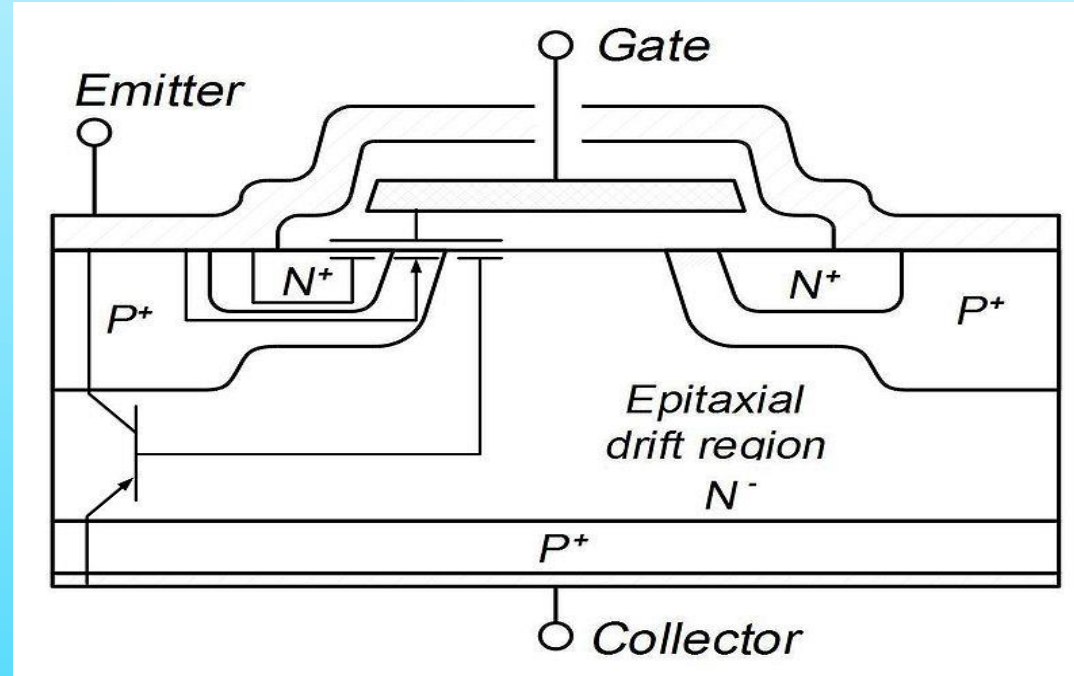 Gate
Emitter
N⁺
N⁺
P⁺
P⁺
Epitaxial
drift region
N⁻
P⁺
Collector